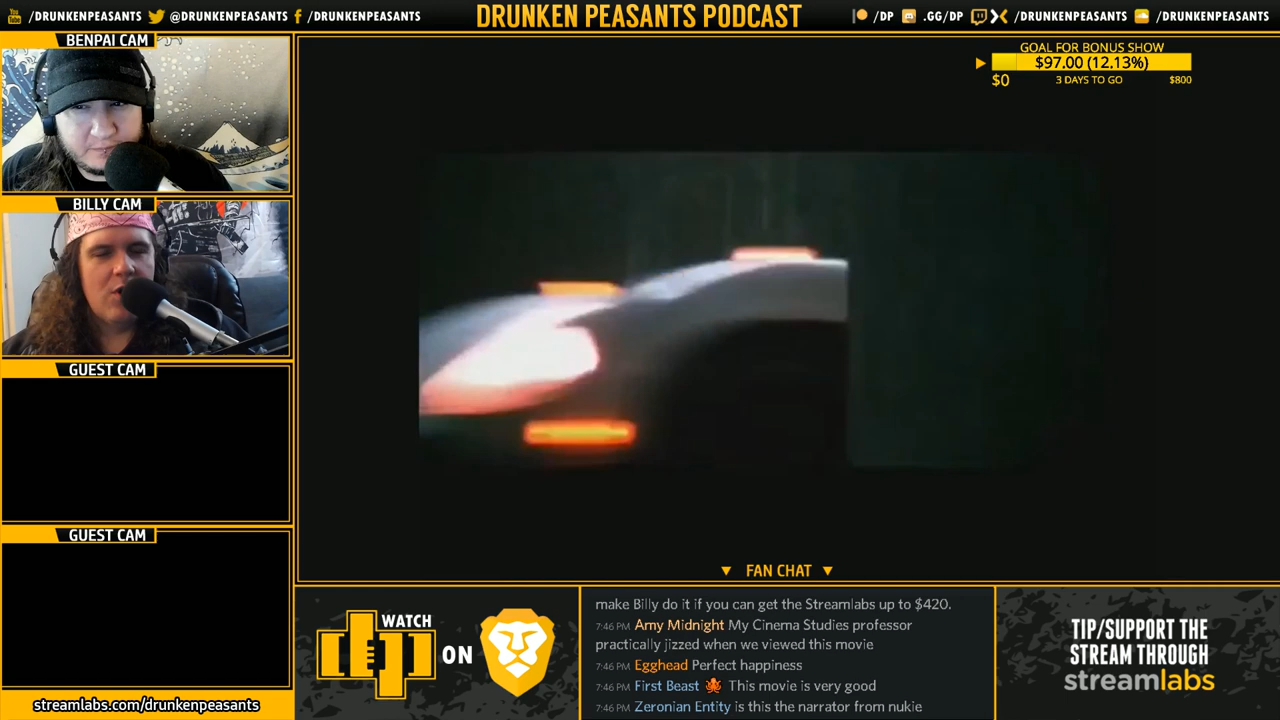 You Tube /DRUNKENPEASANTS @DRUNKENPEASANTS /DRUNKENPEASANTS DRUNKEN PEASANTS PODCAST /DP .GG/DP /DRUNKENPEASANTS /DRUNKENPEASANTS
BENPAI CAM
GOAL FOR BONUS SHOW
$97.00 (12.13%)
$0 3 DAYS TO GO $800
BILLY CAM
GUEST CAM
GUEST CAM
▼ FAN CHAT ▼
WATCH
ON
make Billy do it if you can get the Streamlabs up to $420.
7:46 PM Amy Midnight My Cinema Studies professor
practically jizzed when we viewed this movie
7:46 PM Egghead Perfect happiness
7:46 PM First Beast 🐙 This movie is very good
7:46 PM Zeronian Entity is this the narrator from nukie
TIP/SUPPORT THE
STREAM THROUGH
streamlabs
streamlabs.com/drunkenpeasants